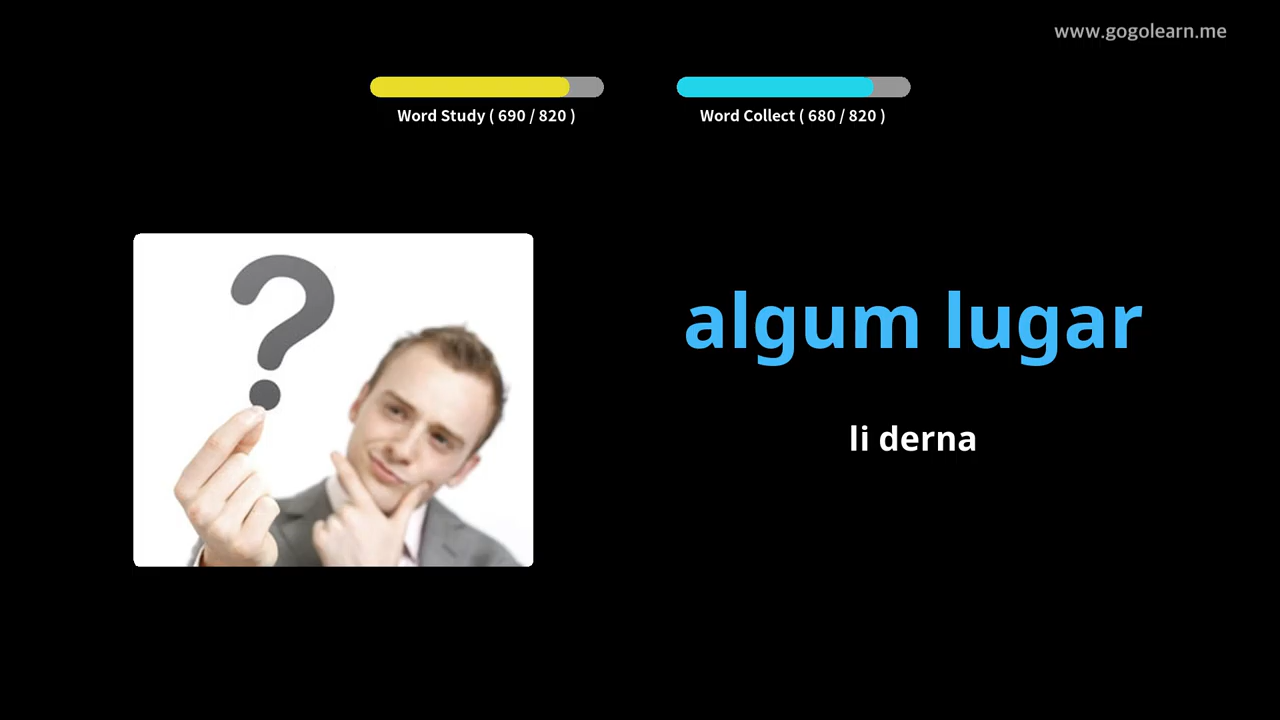 www.gogolearn.me
Word Study ( 690 / 820 )
Word Collect ( 680 / 820 )
algum lugar
li derna